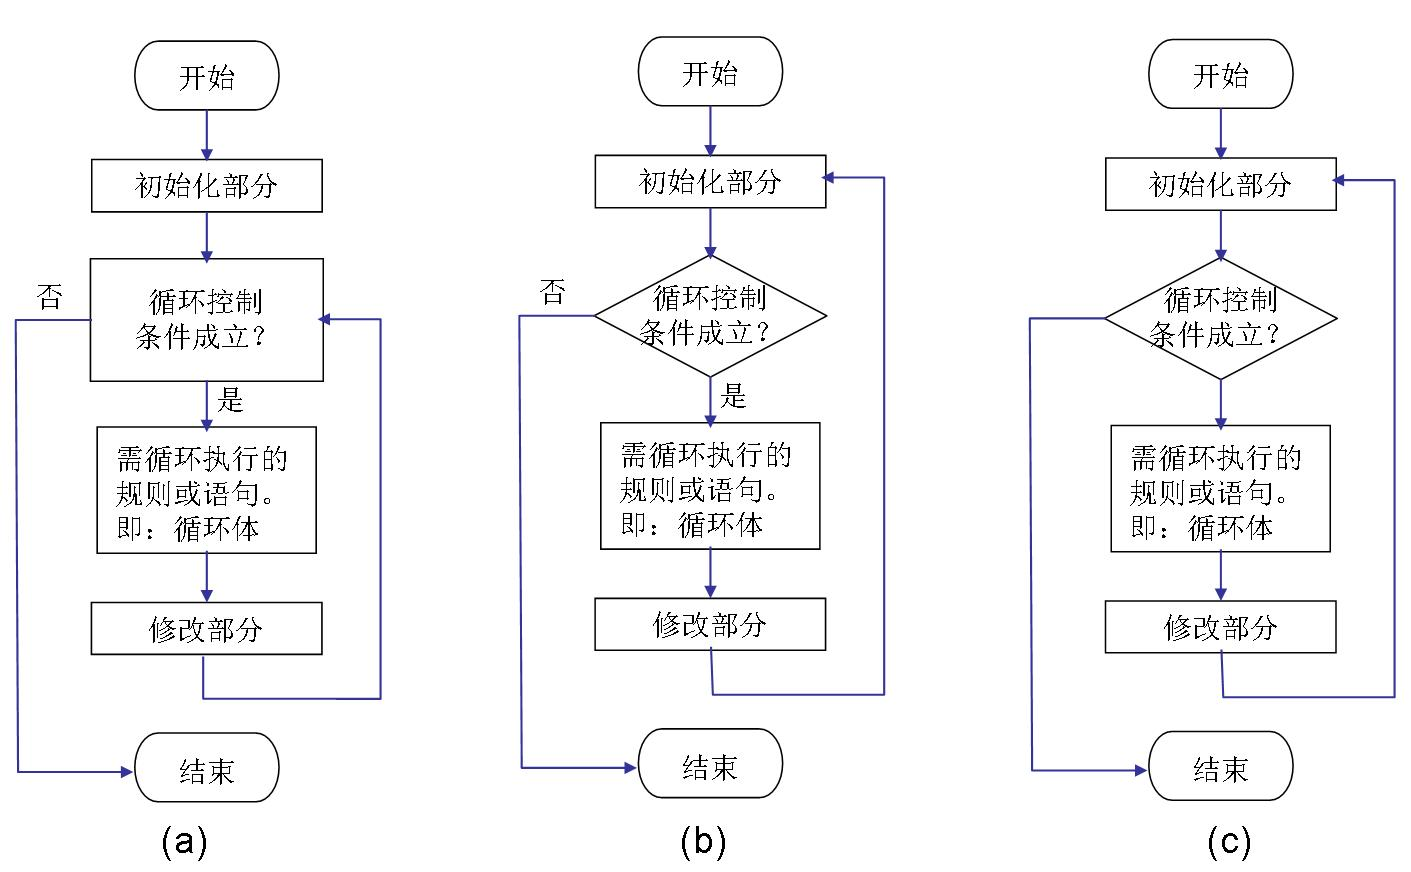 开始
初始化部分
循环控制
条件成立?
否
是
需循环执行的
规则或语句。
即:循环体
修改部分
结束
(a)
开始
初始化部分
循环控制
条件成立?
否
是
需循环执行的
规则或语句。
即:循环体
修改部分
结束
(b)
开始
初始化部分
循环控制
条件成立?
需循环执行的
规则或语句。
即:循环体
修改部分
结束
(c)